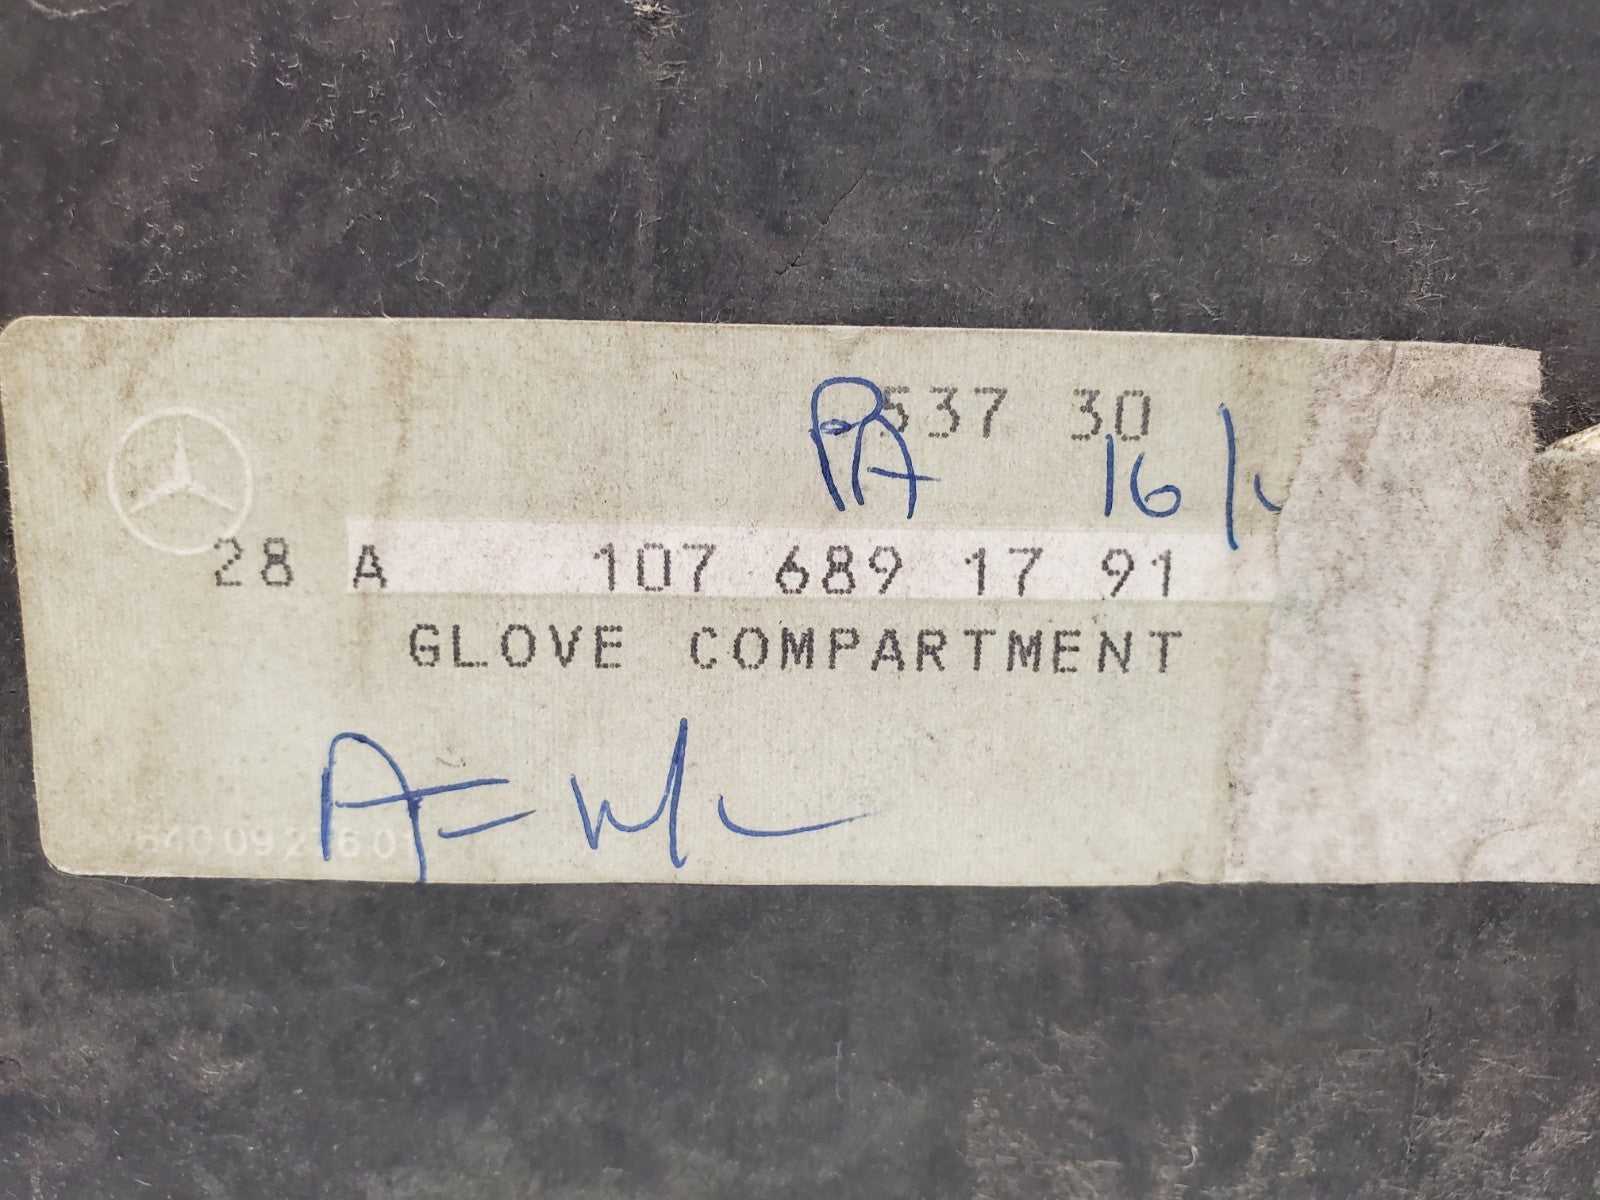 537 30
PA 16/
28 A 107 689 17 91
GLOVE COMPARTMENT